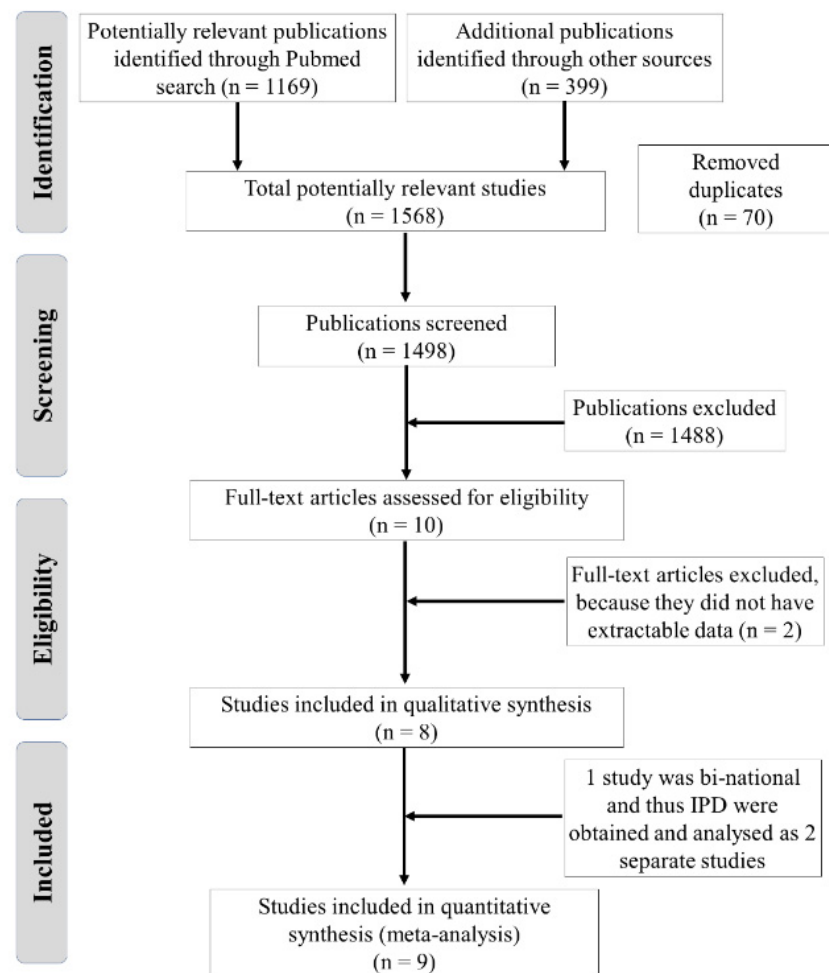 Identification
Potentially relevant publications
identified through Pubmed
search (n = 1169)
Additional publications
identified through other sources
(n = 399)
Total potentially relevant studies
(n = 1568)
Removed
duplicates
(n = 70)
Screening
Publications screened
(n = 1498)
Publications excluded
(n = 1488)
Eligibility
Full-text articles assessed for eligibility
(n = 10)
Full-text articles excluded,
because they did not have
extractable data (n = 2)
Studies included in qualitative synthesis
(n = 8)
Included
1 study was bi-national
and thus IPD were
obtained and analysed as 2
separate studies
Studies included in quantitative
synthesis (meta-analysis)
(n = 9)